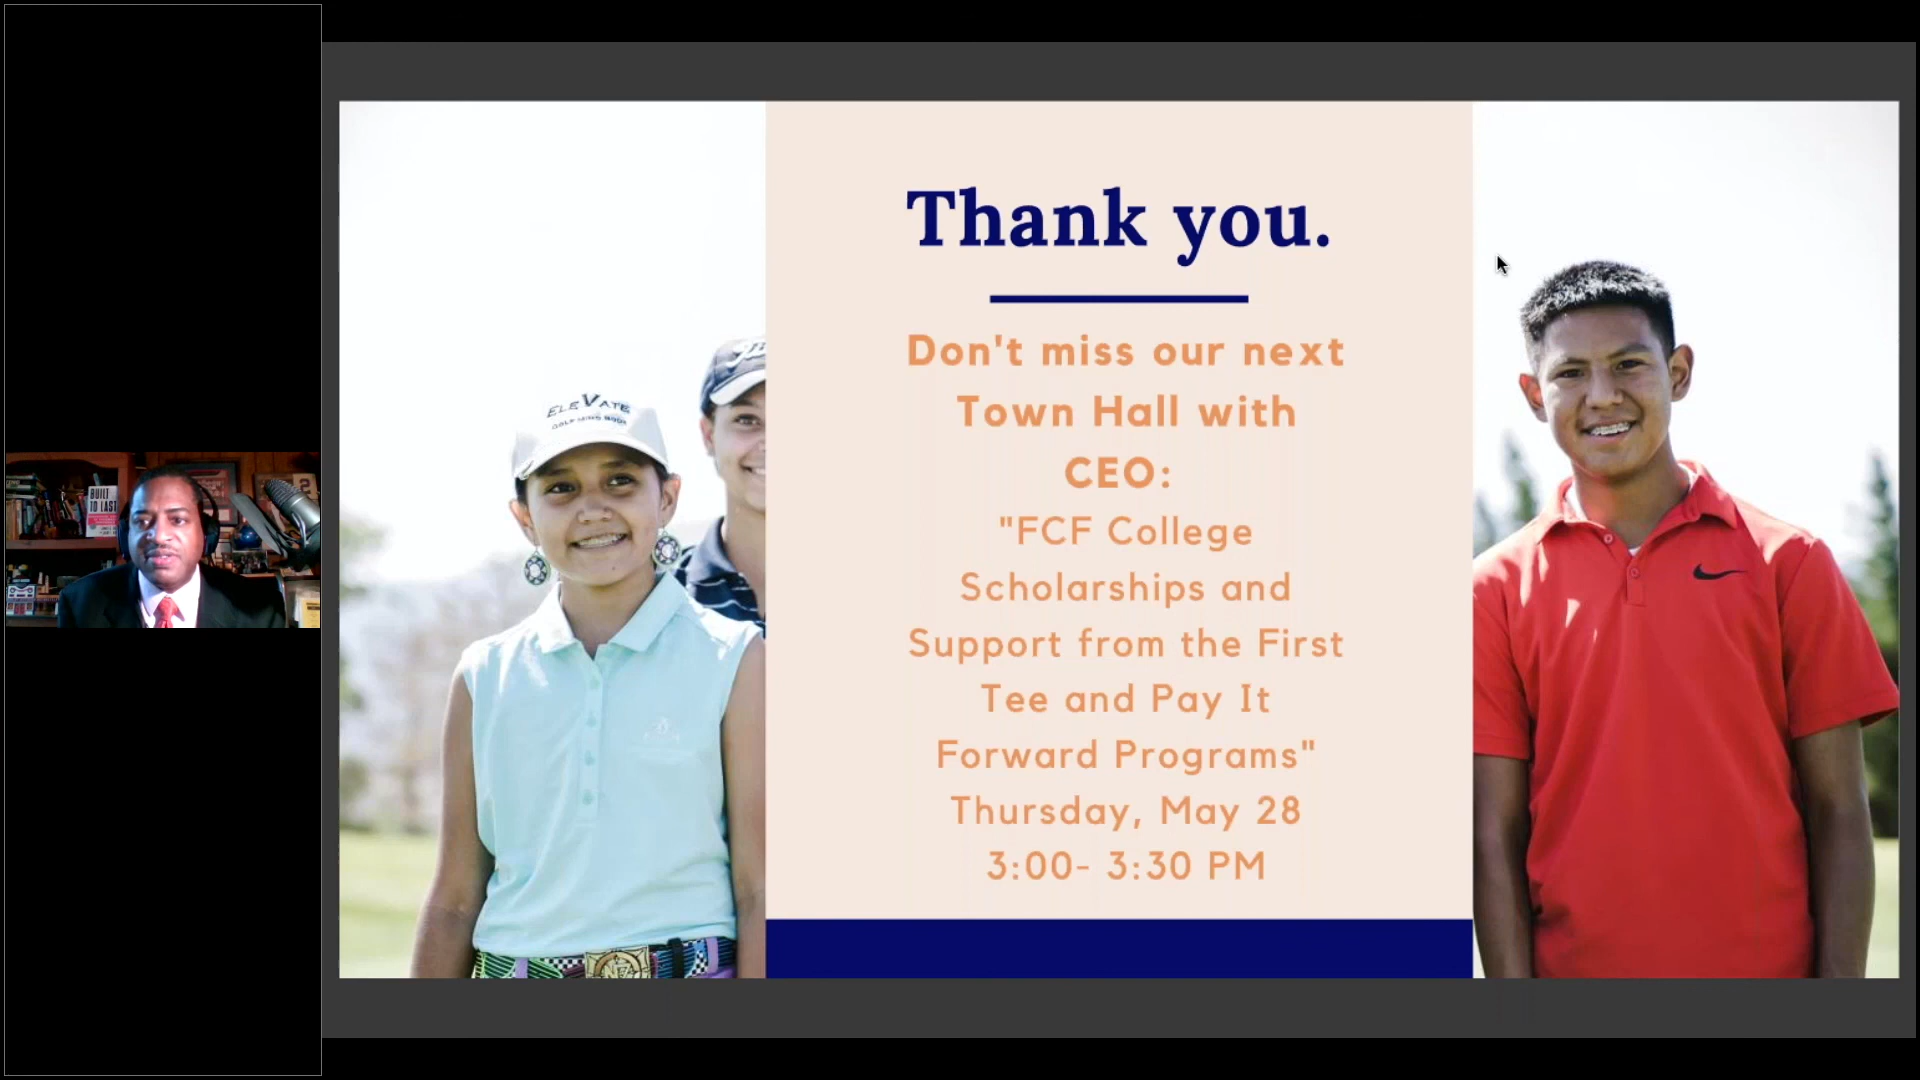 Thank you.
Don't miss our next
Town Hall with
CEO:
"FCF College
Scholarships and
Support from the First
Tee and Pay It
Forward Programs"
Thursday, May 28
3:00- 3:30 PM
ELEVATE
BUILT
TO LAST